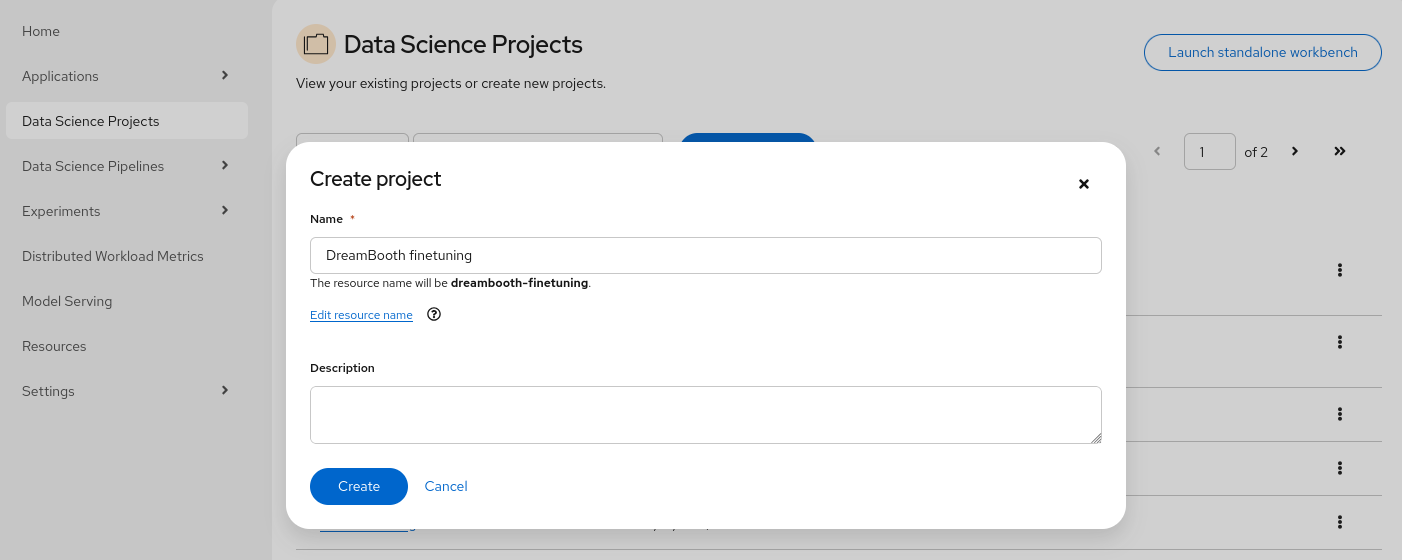 Home
Applications
Data Science Projects
Data Science Pipelines
Experiments
Distributed Workload Metrics
Model Serving
Resources
Settings
Data Science Projects
Launch standalone workbench
View your existing projects or create new projects.
1 of 2
Create project
Name *
DreamBooth finetuning
The resource name will be dreambooth-finetuning.
Edit resource name
Description
Create Cancel